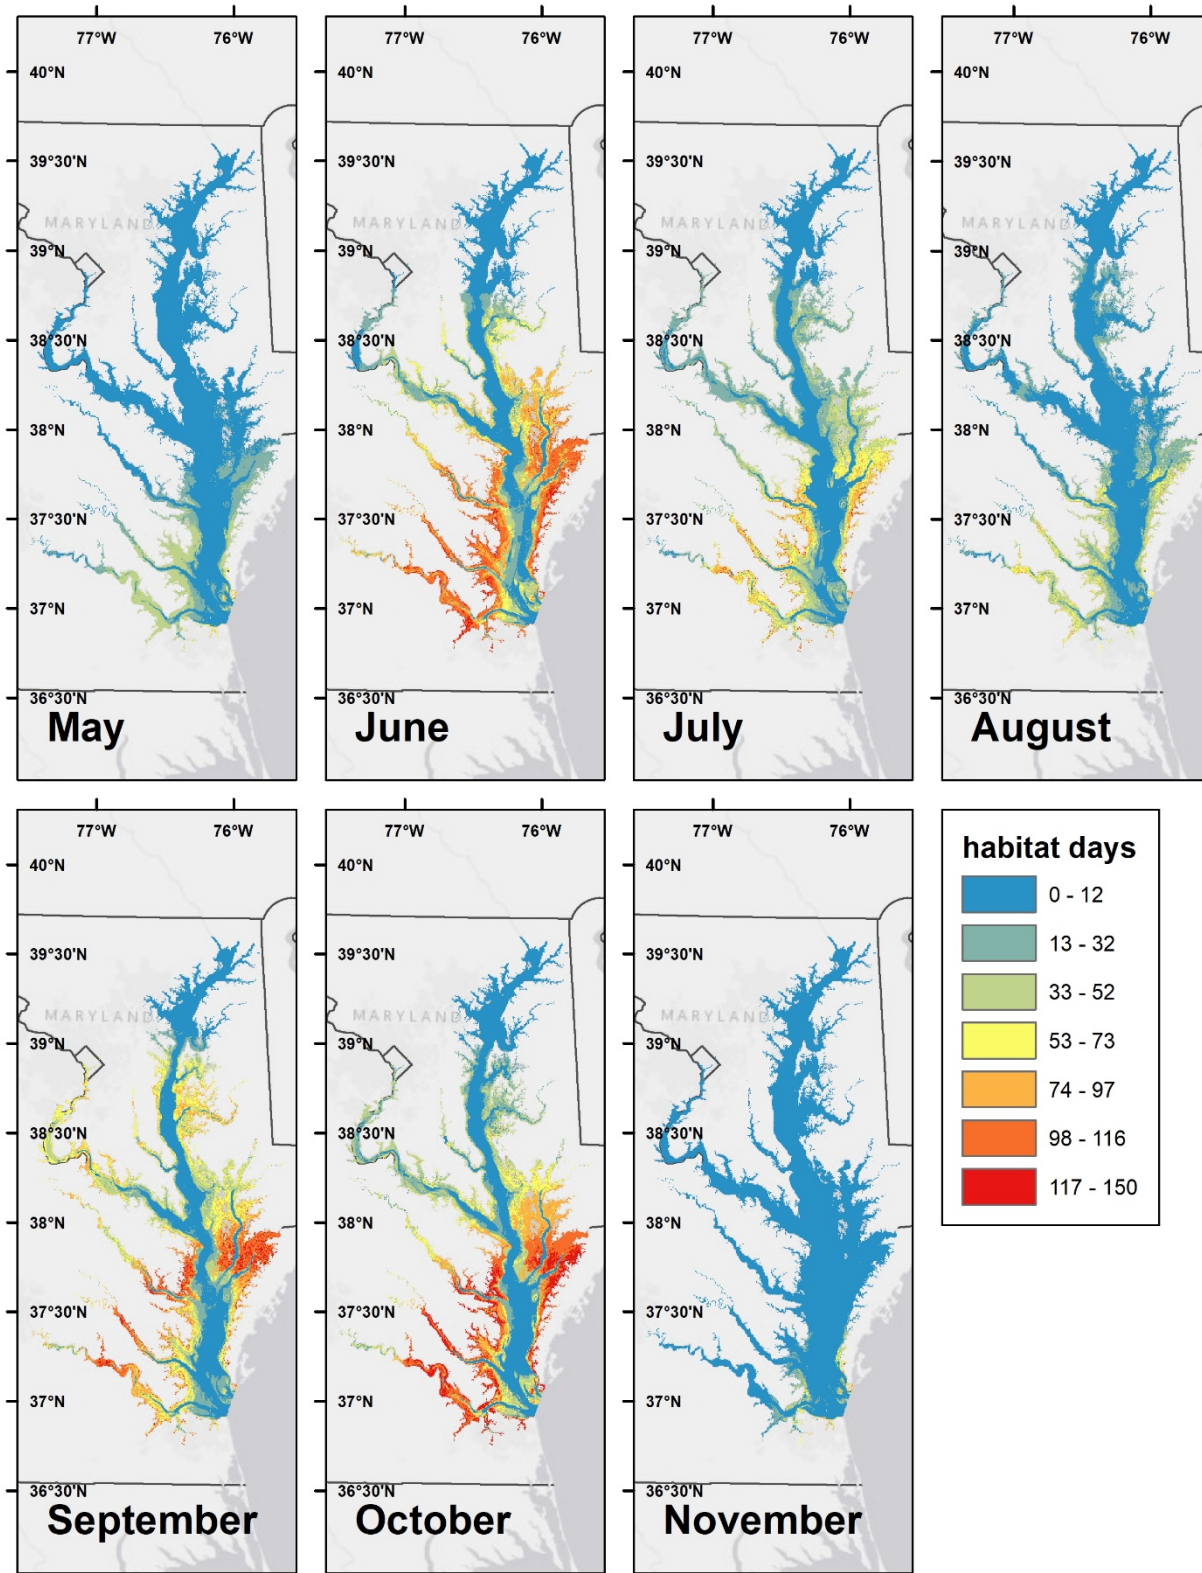 77°W 76°W
40°N
39°30'N
MARYLAND
39°N
38°30'N
38°N
37°30'N
37°N
36°30'N
May
77°W 76°W
40°N
39°30'N
MARYLAND
39°N
38°30'N
38°N
37°30'N
37°N
36°30'N
June
77°W 76°W
40°N
39°30'N
MARYLAND
39°N
38°30'N
38°N
37°30'N
37°N
36°30'N
July
77°W 76°W
40°N
39°30'N
MARYLAND
39°N
38°30'N
38°N
37°30'N
37°N
36°30'N
August
77°W 76°W
40°N
39°30'N
MARYLAND
39°N
38°30'N
38°N
37°30'N
37°N
36°30'N
September
77°W 76°W
40°N
39°30'N
MARYLAND
39°N
38°30'N
38°N
37°30'N
37°N
36°30'N
October
77°W 76°W
40°N
39°30'N
MARYLAND
39°N
38°30'N
38°N
37°30'N
37°N
36°30'N
November
habitat days
0 - 12
13 - 32
33 - 52
53 - 73
74 - 97
98 - 116
117 - 150